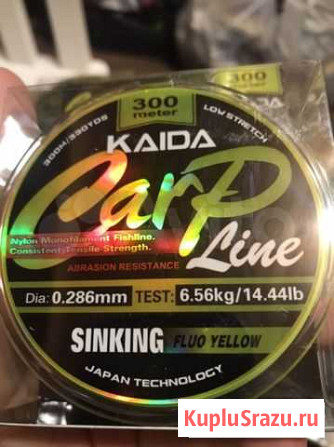 300
meter
300M/330YDS
LOW STRETCH
KAIDA
Carp
Line
Nylon Monofilament Fishline.
Consistent Tensile Strength.
ABRASION RESISTANCE
Dia: 0.286mm TEST: 6.56kg/14.44lb
SINKING FLUO YELLOW
JAPAN TECHNOLOGY
300
meter
KupluSrazu.ru